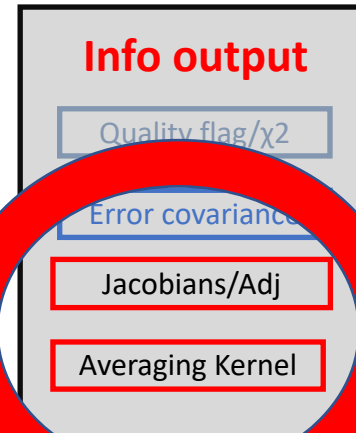 Info output
Quality flag/χ2
Error covariance
Jacobians/Adj
Averaging Kernel